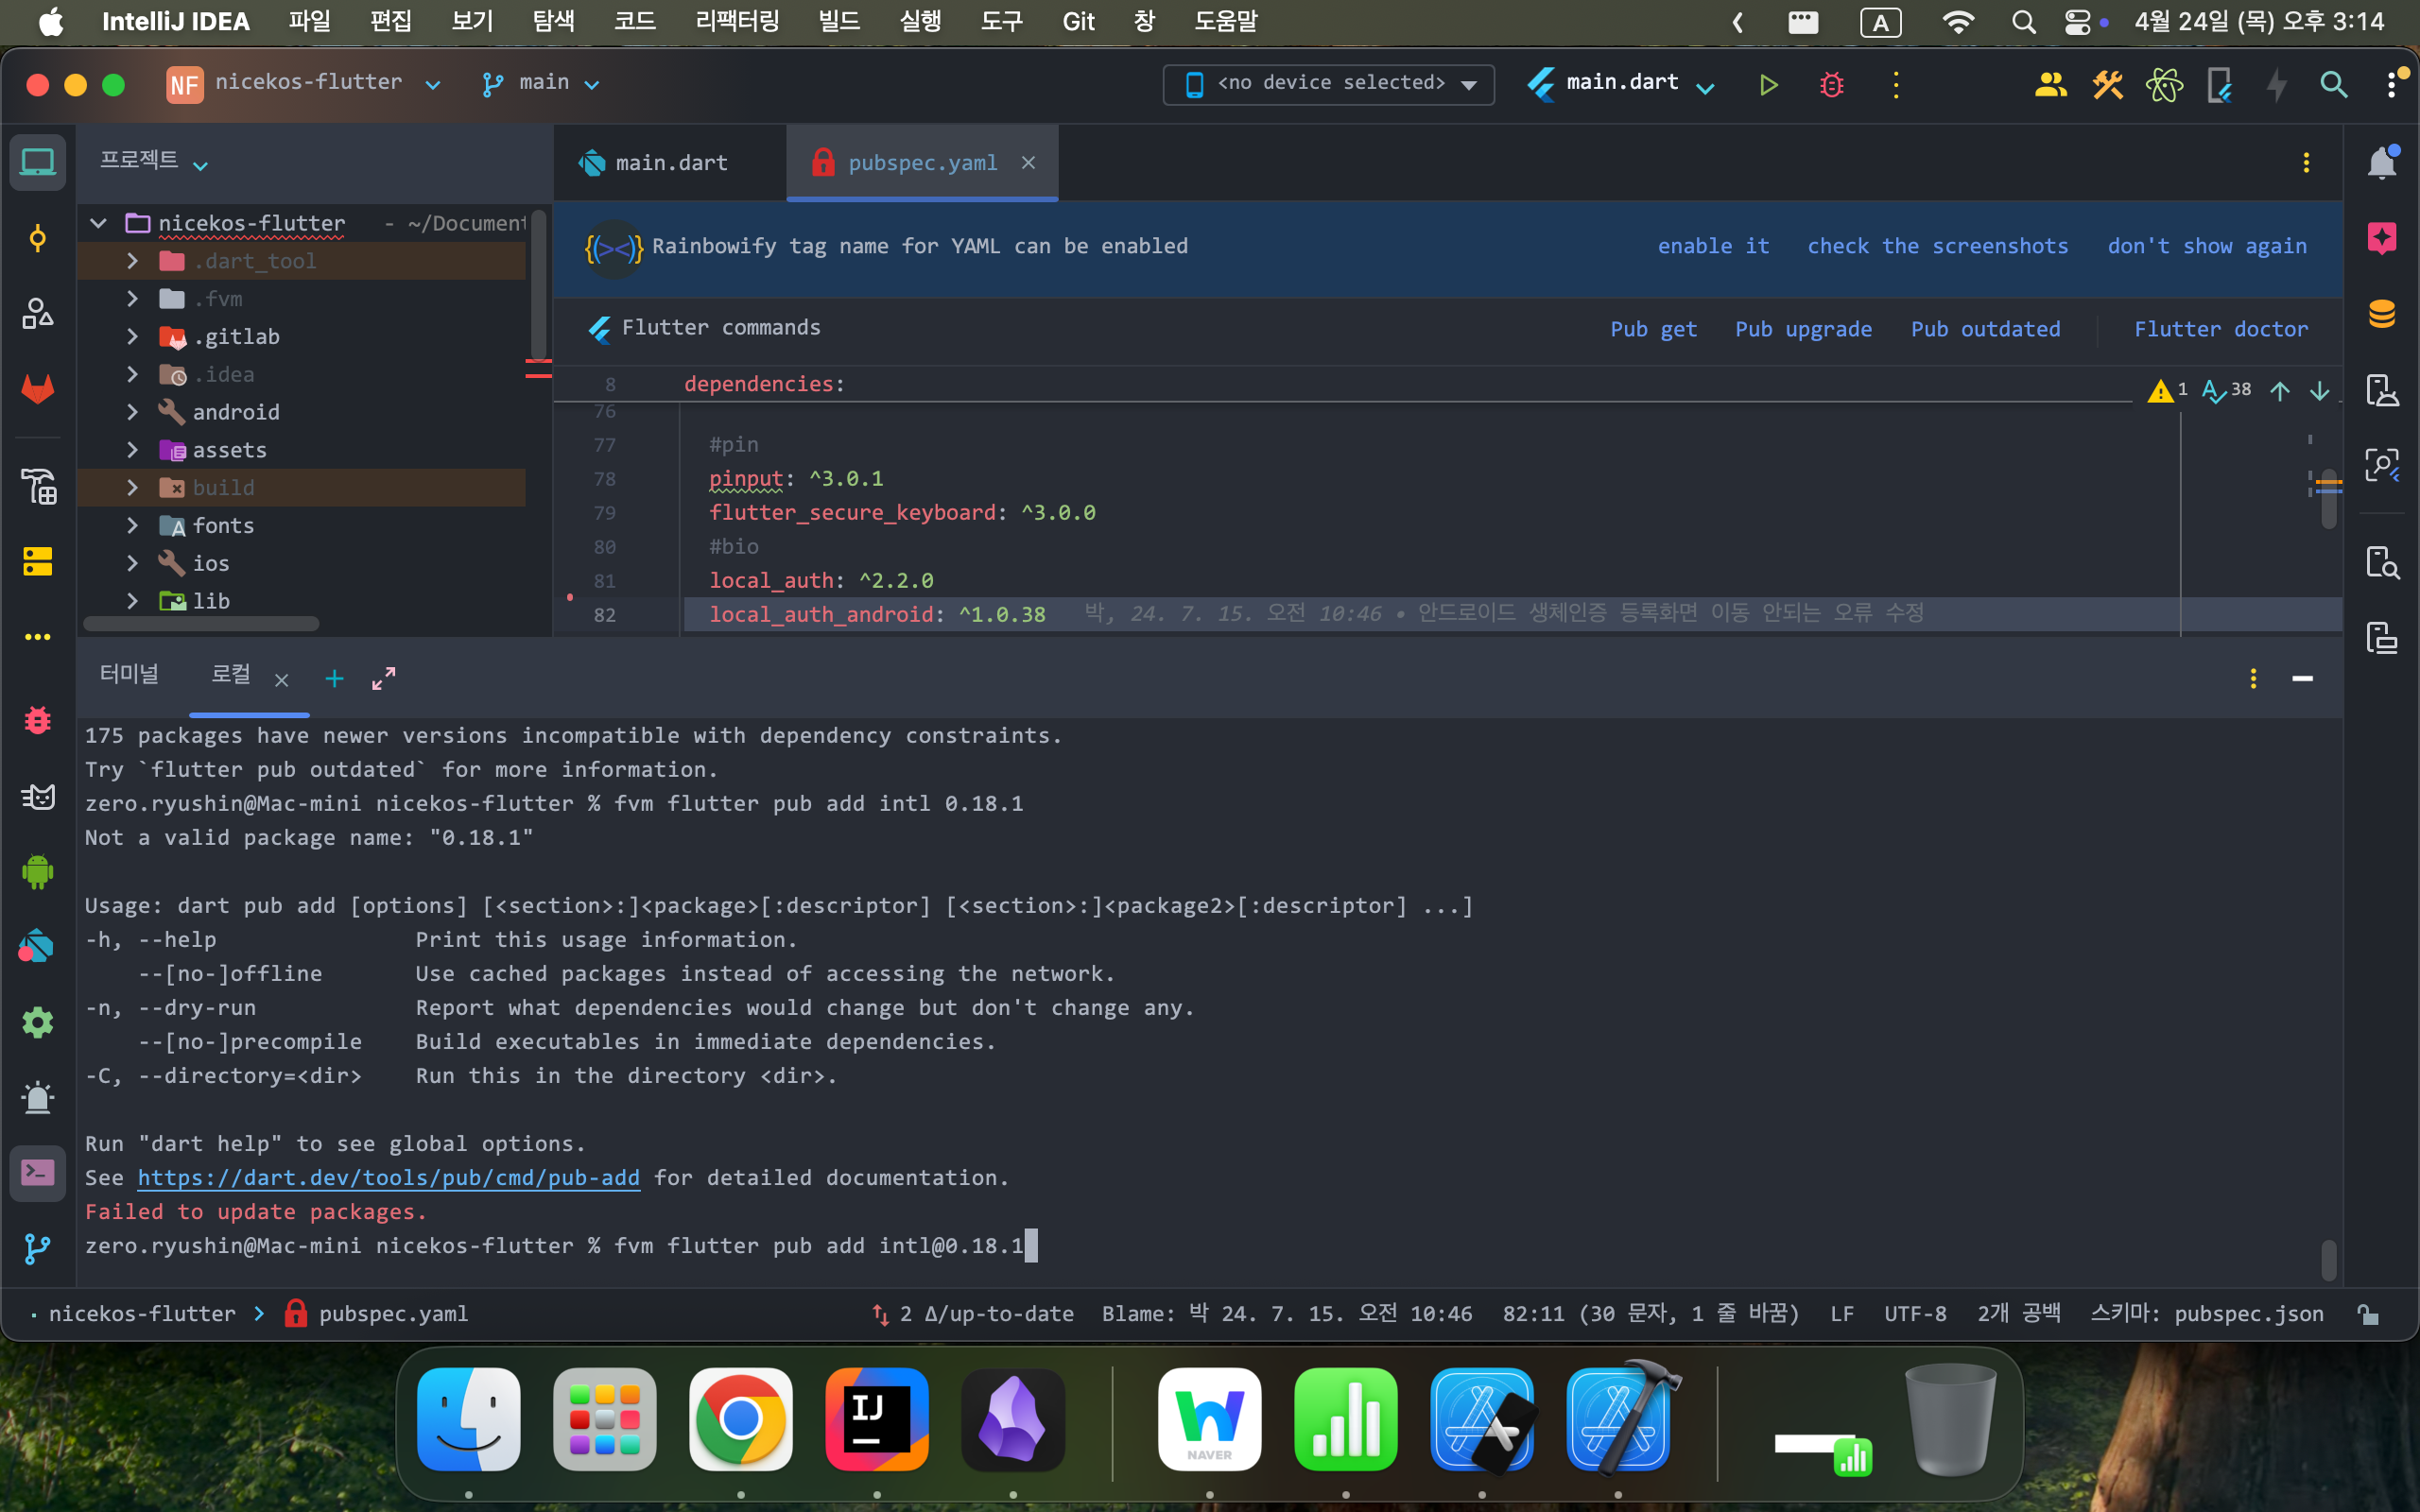 IntelliJ IDEA 파일 편집 보기 탐색 코드 리팩터링 빌드 실행 도구 Git 창 도움말 A 4월 24일 (목) 오후 3:14
NF nicekos-flutter main <no device selected> main.dart
프로젝트
main.dart pubspec.yaml
nicekos-flutter - ~/Document
.dart_tool
.fvm
.gitlab
.idea
android
assets
build
fonts
ios
lib
Rainbowify tag name for YAML can be enabled enable it check the screenshots don't show again
Flutter commands Pub get Pub upgrade Pub outdated Flutter doctor
8 dependencies: 1 38
76
77 #pin
78 pinput: ^3.0.1
79 flutter_secure_keyboard: ^3.0.0
80 #bio
81 local_auth: ^2.2.0
82 local_auth_android: ^1.0.38 박, 24. 7. 15. 오전 10:46 • 안드로이드 생체인증 등록화면 이동 안되는 오류 수정
터미널 로컬
175 packages have newer versions incompatible with dependency constraints.
Try `flutter pub outdated` for more information.
zero.ryushin@Mac-mini nicekos-flutter % fvm flutter pub add intl 0.18.1
Not a valid package name: "0.18.1"
Usage: dart pub add [options] [<section>:]<package>[:descriptor] [<section>:]<package2>[:descriptor] ...]
-h, --help Print this usage information.
--[no-]offline Use cached packages instead of accessing the network.
-n, --dry-run Report what dependencies would change but don't change any.
--[no-]precompile Build executables in immediate dependencies.
-C, --directory=<dir> Run this in the directory <dir>.
Run "dart help" to see global options.
See https://dart.dev/tools/pub/cmd/pub-add for detailed documentation.
Failed to update packages.
zero.ryushin@Mac-mini nicekos-flutter % fvm flutter pub add intl@0.18.1
nicekos-flutter pubspec.yaml 2 Δ/up-to-date Blame: 박 24. 7. 15. 오전 10:46 82:11 (30 문자, 1 줄 바꿈) LF UTF-8 2개 공백 스키마: pubspec.json
IJ
NAVER